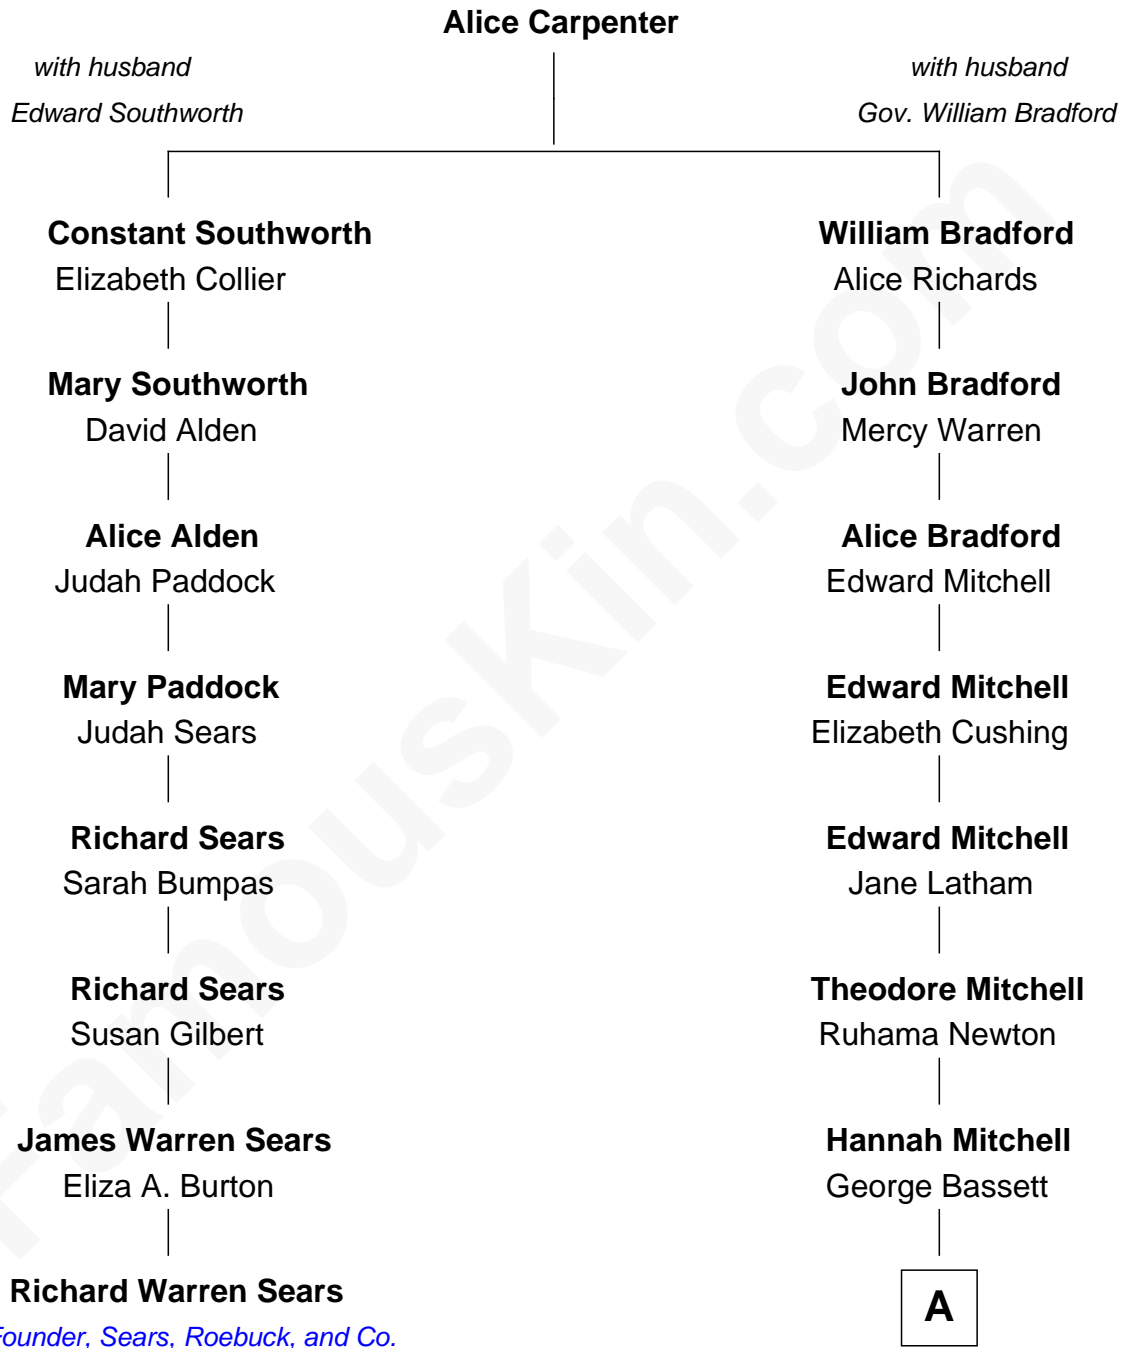 Alice Carpenter
with husband
Edward Southworth
with husband
Gov. William Bradford
Constant Southworth
Elizabeth Collier
William Bradford
Alice Richards
Mary Southworth
David Alden
John Bradford
Mercy Warren
Alice Alden
Judah Paddock
Alice Bradford
Edward Mitchell
Mary Paddock
Judah Sears
Edward Mitchell
Elizabeth Cushing
Richard Sears
Sarah Bumpas
Edward Mitchell
Jane Latham
Richard Sears
Susan Gilbert
Theodore Mitchell
Ruhama Newton
James Warren Sears
Eliza A. Burton
Hannah Mitchell
George Bassett
Richard Warren Sears
Founder, Sears, Roebuck, and Co.
A
FamousKin.com